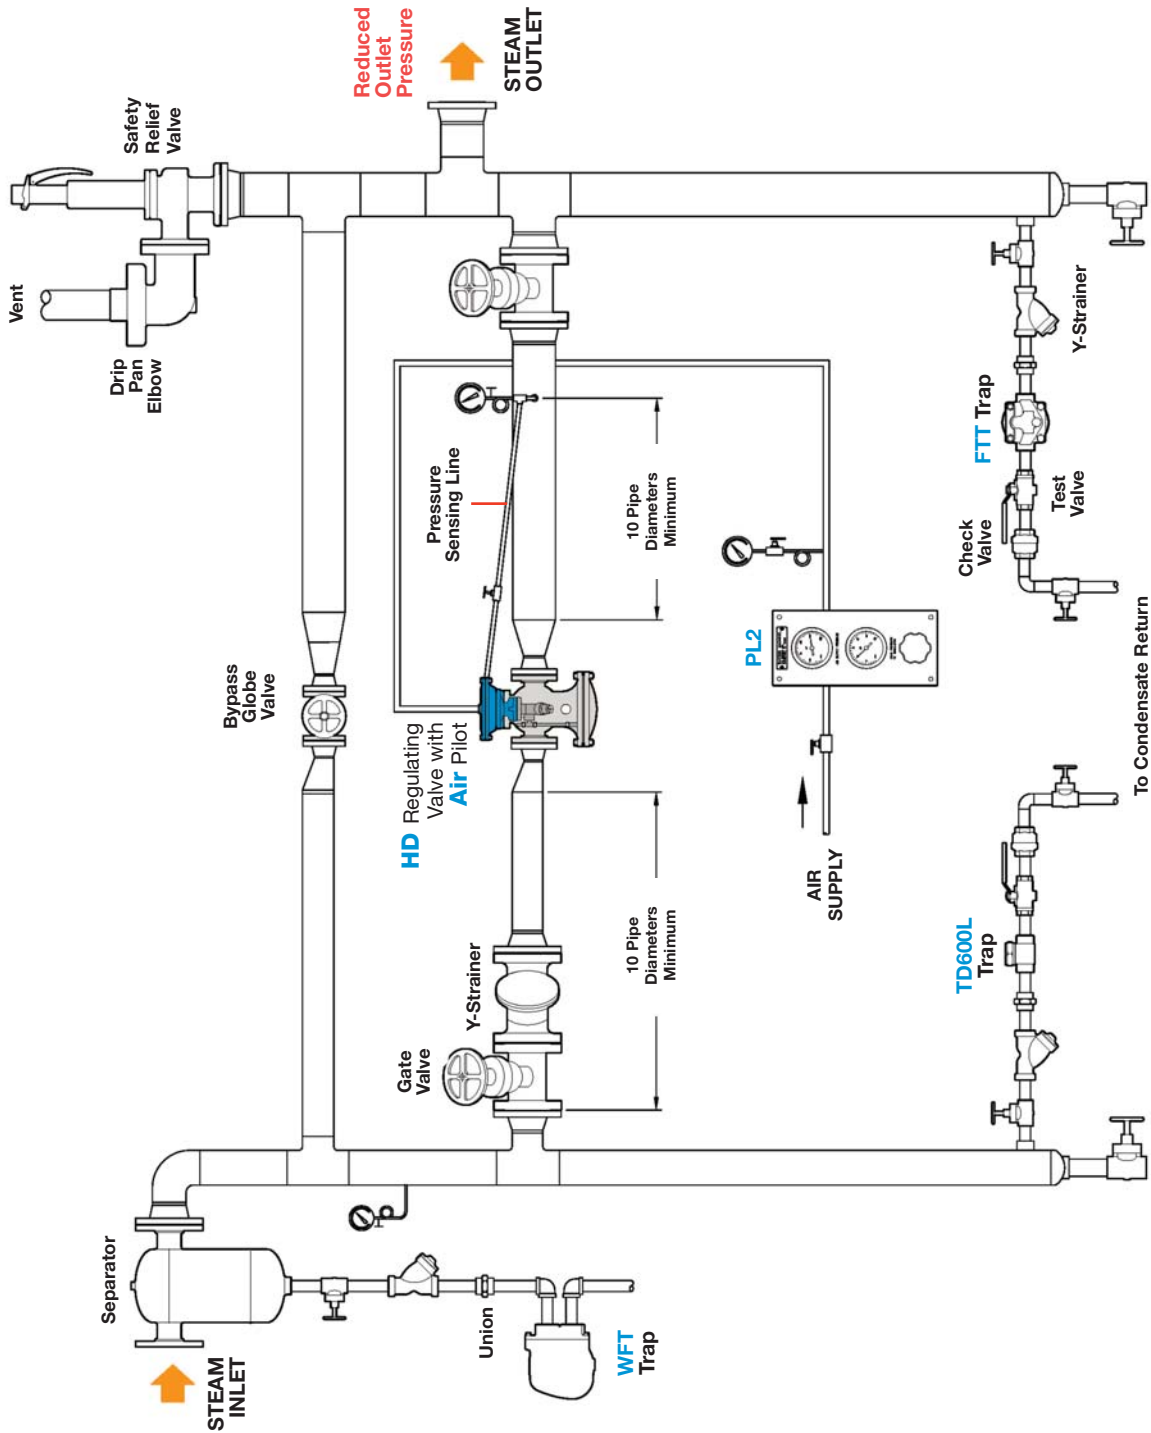 STEAM
INLET
Separator
Union
WFT
Trap
Gate
Valve
Y-Strainer
10 Pipe
Diameters
Minimum
Bypass
Globe
Valve
HD Regulating
Valve with
Air Pilot
Pressure
Sensing Line
10 Pipe
Diameters
Minimum
Vent
Drip
Pan
Elbow
Safety
Relief
Valve
Reduced
Outlet
Pressure
STEAM
OUTLET
AIR
SUPPLY
PL2
TD600L
Trap
To Condensate Return
Check
Valve
Test
Valve
FTT Trap
Y-Strainer